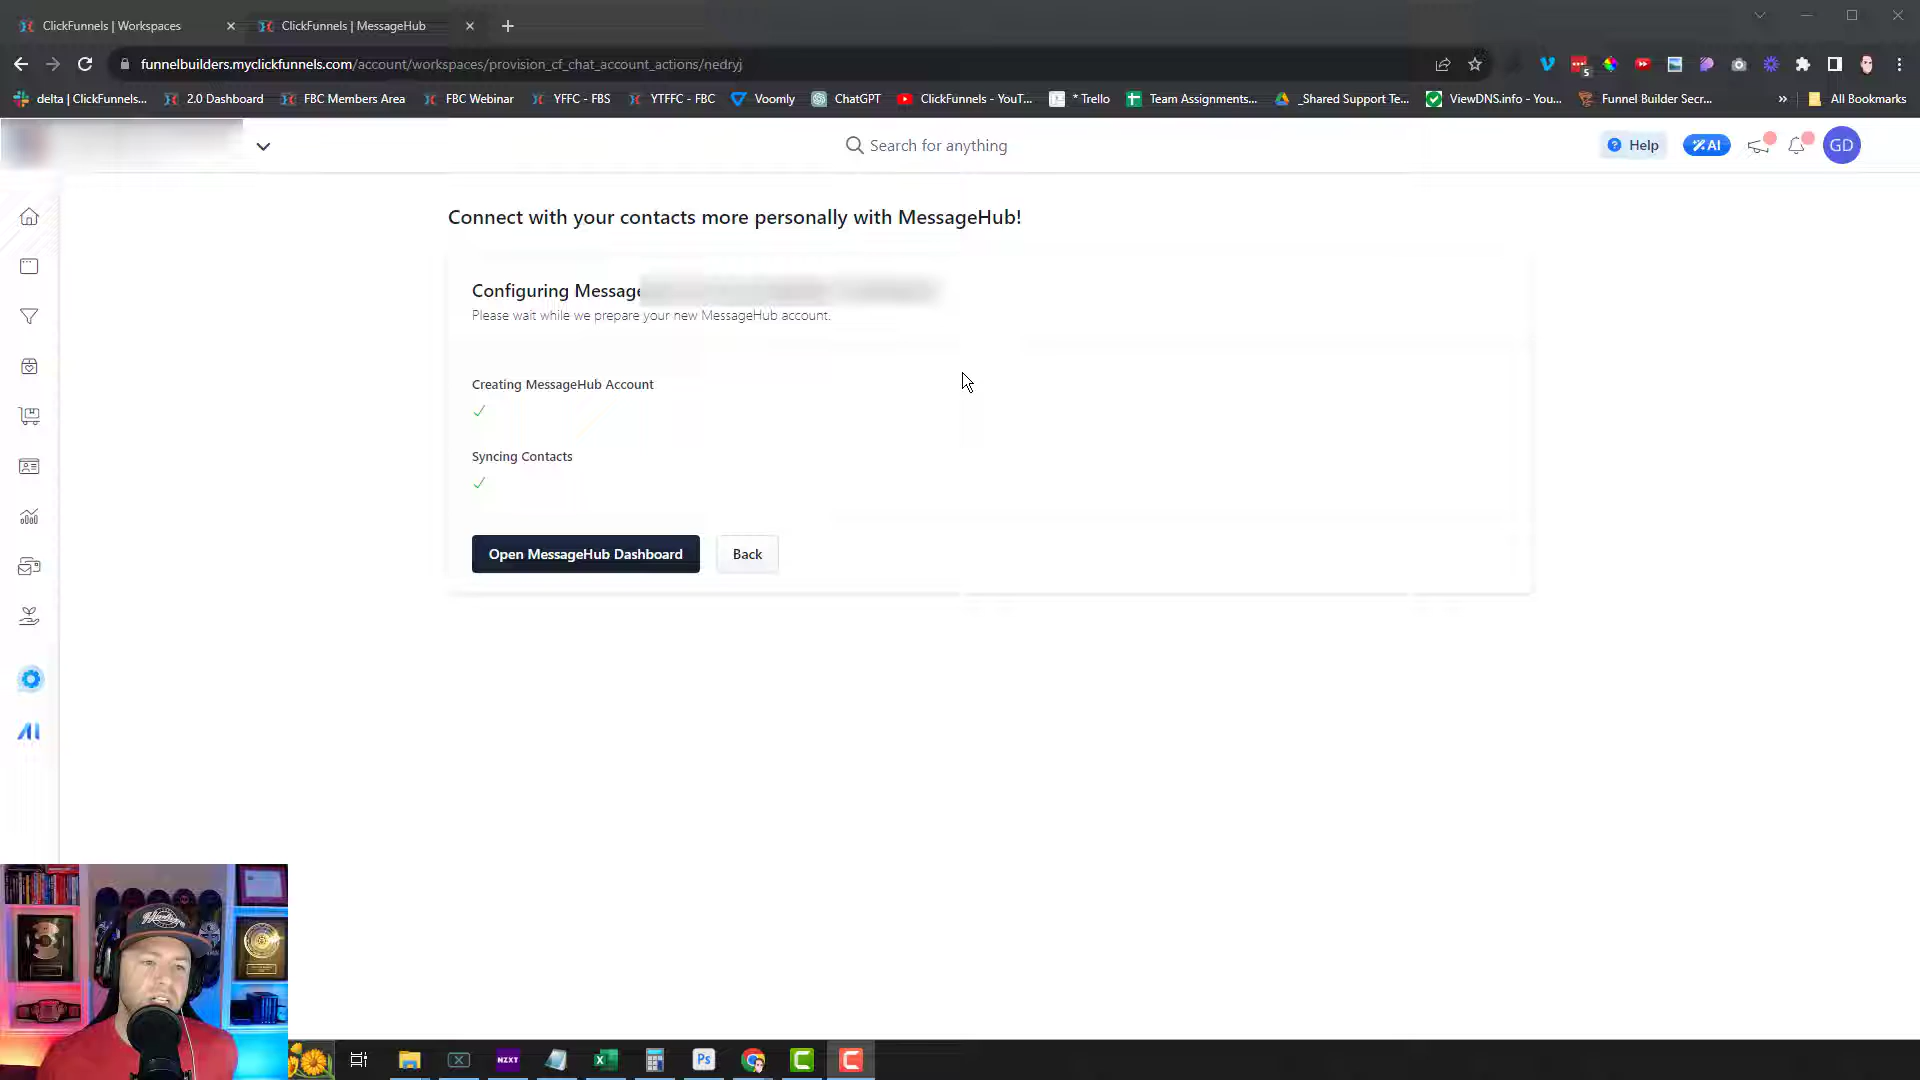 ClickFunnels | Workspaces
ClickFunnels | MessageHub
funnelbuilders.myclickfunnels.com/account/workspaces/provision_cf_chat_account_actions/nedryj
5
delta | ClickFunnels...
2.0 Dashboard
FBC Members Area
FBC Webinar
YFFC - FBS
YTFFC - FBC
Voomly
ChatGPT
ClickFunnels - YouT...
* Trello
Team Assignments...
_Shared Support Te...
ViewDNS.info - You...
Funnel Builder Secr...
»
All Bookmarks
Search for anything
Help
AI
GD
Connect with your contacts more personally with MessageHub!
Configuring Message
Please wait while we prepare your new MessageHub account.
Creating MessageHub Account
Syncing Contacts
Open MessageHub Dashboard
Back
AI
NZXT
Ps